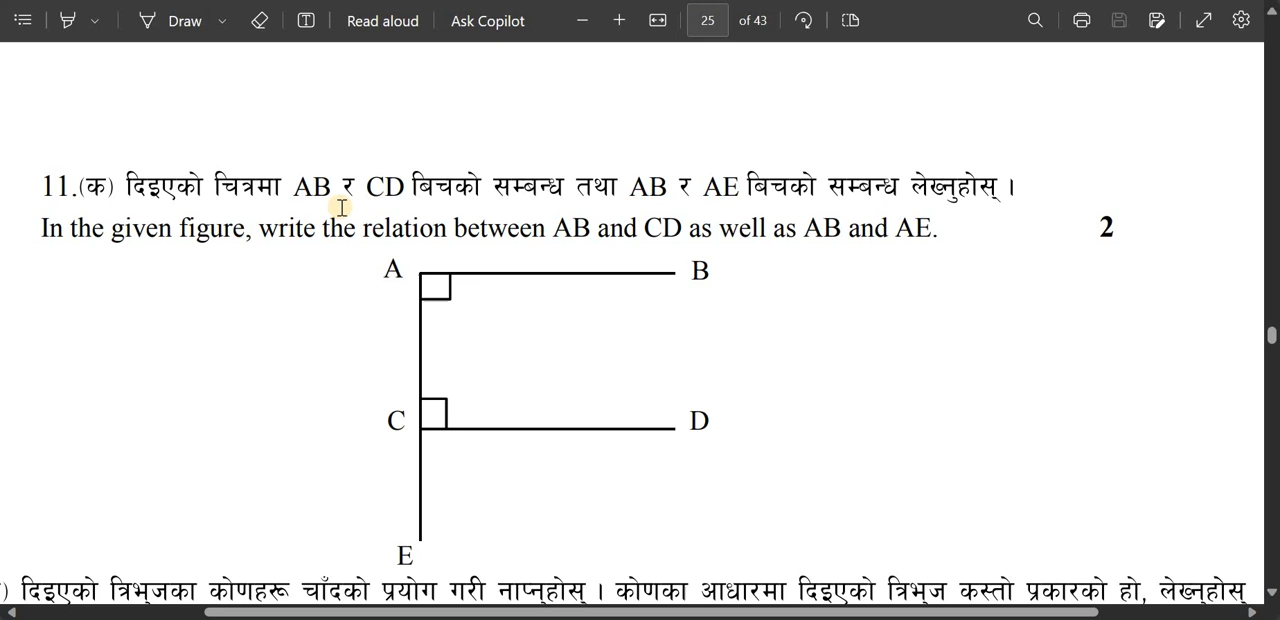 Draw
Read aloud
Ask Copilot
25 of 43
11.(क) दिइएको चित्रमा AB र CD बिचको सम्बन्ध तथा AB र AE बिचको सम्बन्ध लेख्नुहोस् ।
In the given figure, write the relation between AB and CD as well as AB and AE. 2
A B
C D
E
) दिइएको त्रिभुजका कोणहरू चाँदको प्रयोग गरी नाप्नुहोस् । कोणका आधारमा दिइएको त्रिभुज कस्तो प्रकारको हो, लेख्नुहोस्